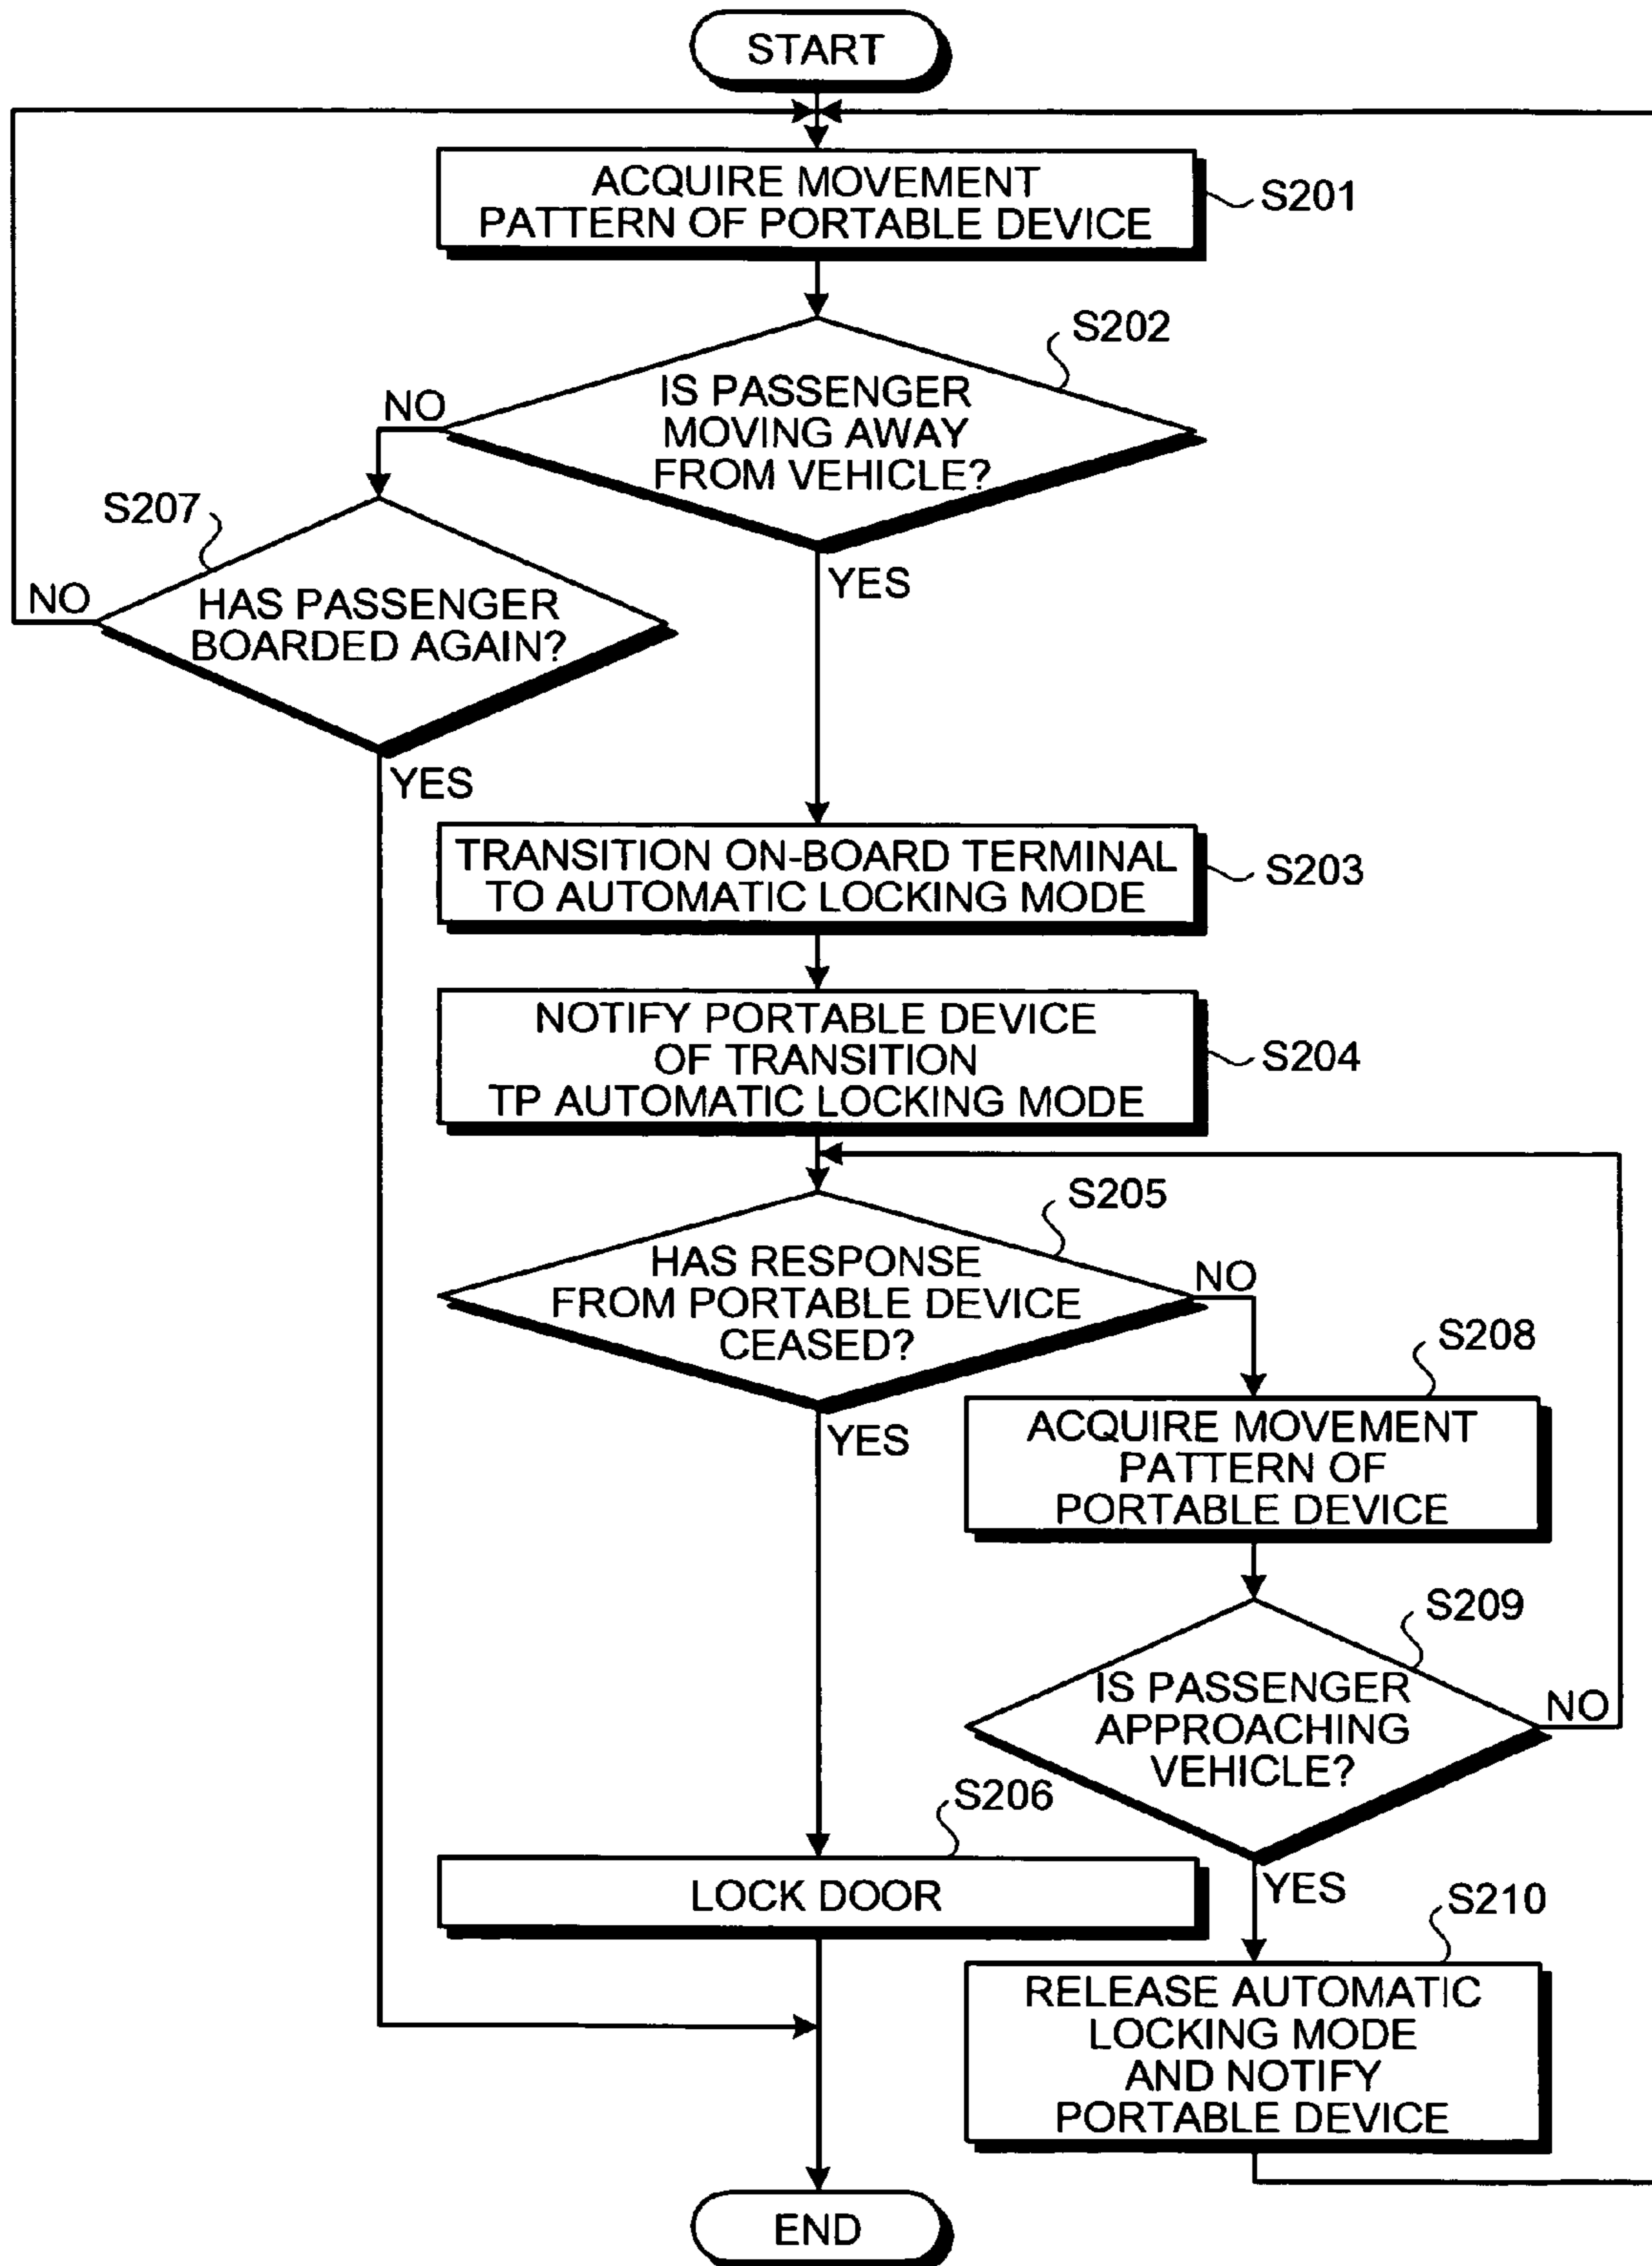 START
ACQUIRE MOVEMENT
PATTERN OF PORTABLE DEVICE
S201
S202
IS PASSENGER
MOVING AWAY
FROM VEHICLE?
NO
YES
S207
HAS PASSENGER
BOARDED AGAIN?
NO
YES
TRANSITION ON-BOARD TERMINAL
TO AUTOMATIC LOCKING MODE
S203
NOTIFY PORTABLE DEVICE
OF TRANSITION
TP AUTOMATIC LOCKING MODE
S204
S205
HAS RESPONSE
FROM PORTABLE DEVICE
CEASED?
NO
YES
S208
ACQUIRE MOVEMENT
PATTERN OF
PORTABLE DEVICE
S209
IS PASSENGER
APPROACHING
VEHICLE?
NO
YES
S206
LOCK DOOR
S210
RELEASE AUTOMATIC
LOCKING MODE
AND NOTIFY
PORTABLE DEVICE
END